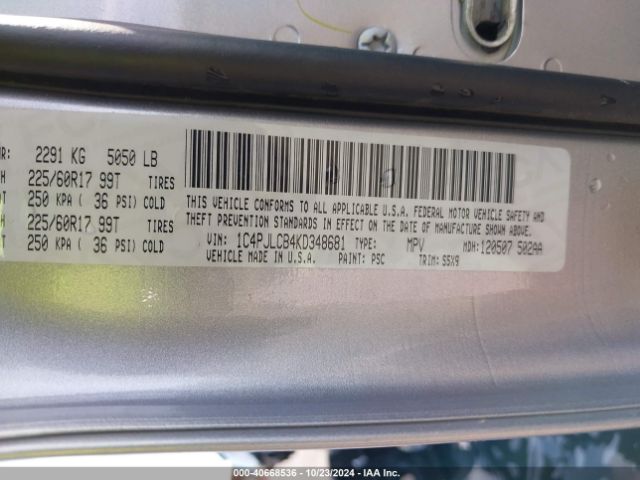 R: 2291 KG 5050 LB
H 225/60R17 99T TIRES
250 KPA ( 36 PSI) COLD
H 225/60R17 99T TIRES
250 KPA ( 36 PSI) COLD
THIS VEHICLE CONFORMS TO ALL APPLICABLE U.S.A. FEDERAL MOTOR VEHICLE SAFETY AND
THEFT PREVENTION STANDARDS IN EFFECT ON THE DATE OF MANUFACTURE SHOWN ABOVE.
VIN: 1C4PJLCB4KD348681 TYPE: MPV MDH:120507 502AA
VEHICLE MADE IN U.S.A. PAINT: PSC TRIM: S5X9
00-40668536 - 10/23/2024 - IAA Inc.